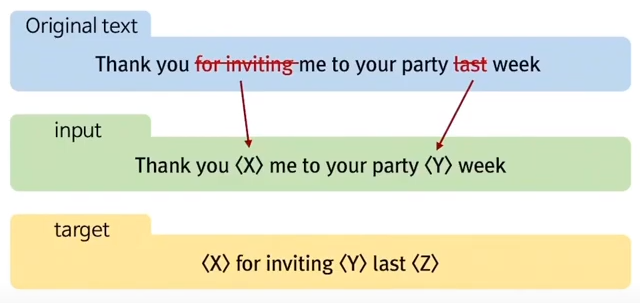 Original text
Thank you for inviting me to your party last week
input
Thank you ⟨X⟩ me to your party ⟨Y⟩ week
target
⟨X⟩ for inviting ⟨Y⟩ last ⟨Z⟩